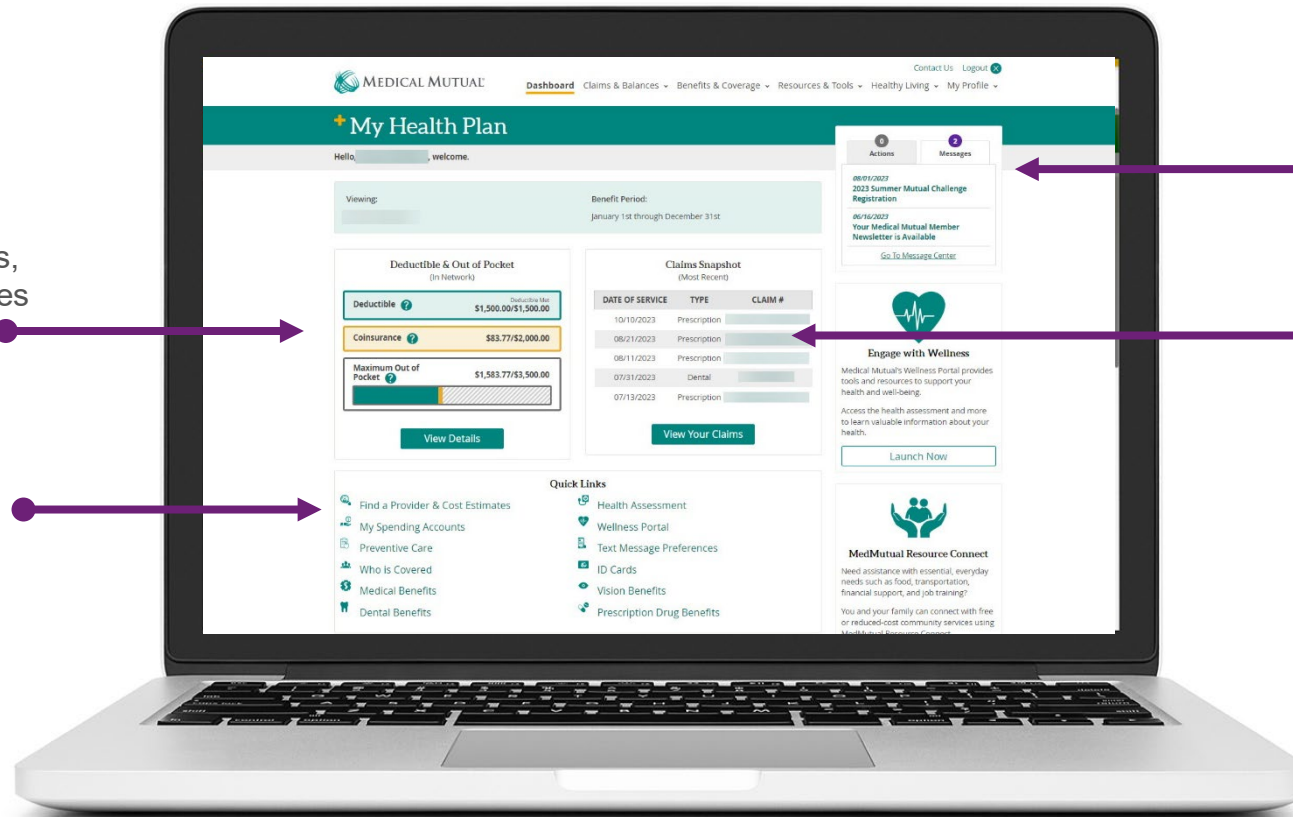 Contact Us Logout
MEDICAL MUTUAL®
Dashboard Claims & Balances Benefits & Coverage Resources & Tools Healthy Living My Profile
+ My Health Plan
Hello, , welcome.
0 2
Actions Messages
08/01/2023
2023 Summer Mutual Challenge
Registration
06/16/2023
Your Medical Mutual Member
Newsletter is Available
Go To Message Center
Viewing:
Benefit Period:
January 1st through December 31st
s,
es
Deductible & Out of Pocket
(In Network)
Deductible ? Deductible Met
$1,500.00/$1,500.00
Coinsurance ? $83.77/$2,000.00
Maximum Out of
Pocket ? $1,583.77/$3,500.00
View Details
Claims Snapshot
(Most Recent)
DATE OF SERVICE TYPE CLAIM #
10/10/2023 Prescription
08/21/2023 Prescription
08/11/2023 Prescription
07/31/2023 Dental
07/13/2023 Prescription
View Your Claims
Engage with Wellness
Medical Mutual's Wellness Portal provides
tools and resources to support your
health and well-being.
Access the health assessment and more
to learn valuable information about your
health.
Launch Now
Quick Links
Find a Provider & Cost Estimates
My Spending Accounts
Preventive Care
Who is Covered
Medical Benefits
Dental Benefits
Health Assessment
Wellness Portal
Text Message Preferences
ID Cards
Vision Benefits
Prescription Drug Benefits
MedMutual Resource Connect
Need assistance with essential, everyday
needs such as food, transportation,
financial support, and job training?
You and your family can connect with free
or reduced-cost community services using
MedMutual Resource Connect